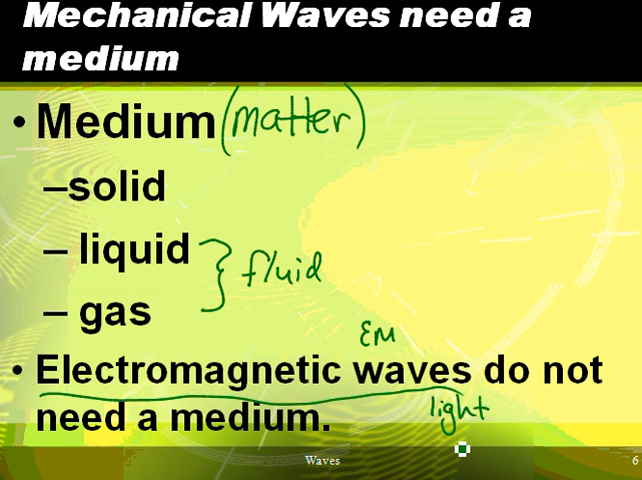 Mechanical Waves need a
medium
• Medium (matter)
–solid
– liquid
} fluid
– gas
EM
• Electromagnetic waves do not
need a medium.
light
Waves
6